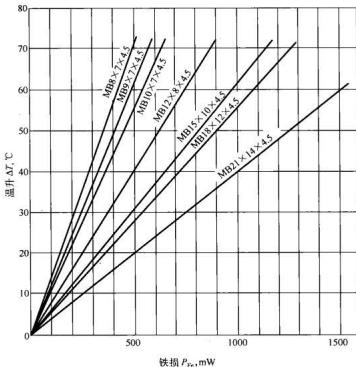 80
70
60
50
40
30
20
10
0
温升 ΔT,℃
MB8×7×4.5
MB9×7×4.5
MB10×7×4.5
MB12×8×4.5
MB15×10×4.5
MB18×12×4.5
MB21×14×4.5
500
1000
1500
铁损 P_Fe,mW